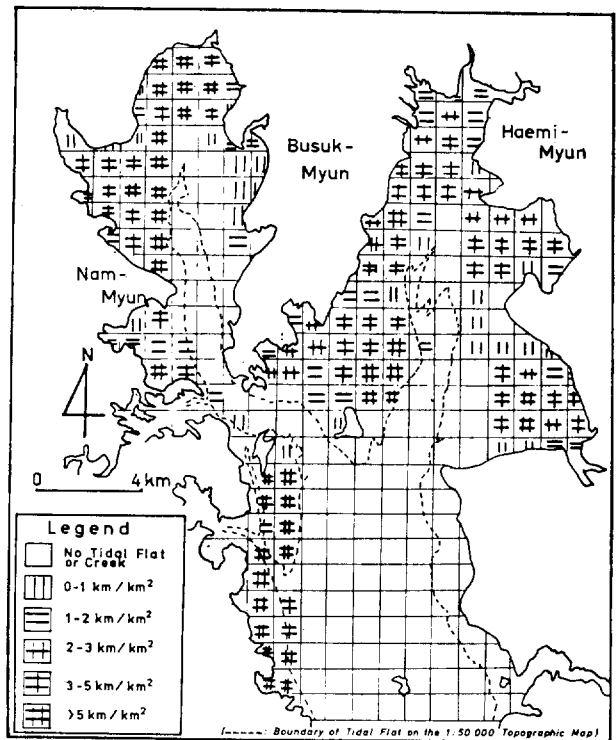 Busuk-
Myun
Haemi-
Myun
Nam-
Myun
N
0
4 km
Legend
No Tidal Flat
or Creek
0-1 km/km²
1-2 km/km²
2-3 km/km²
3-5 km/km²
>5 km/km²
(-----: Boundary of Tidal Flat on the 1:50 000 Topographic Map)